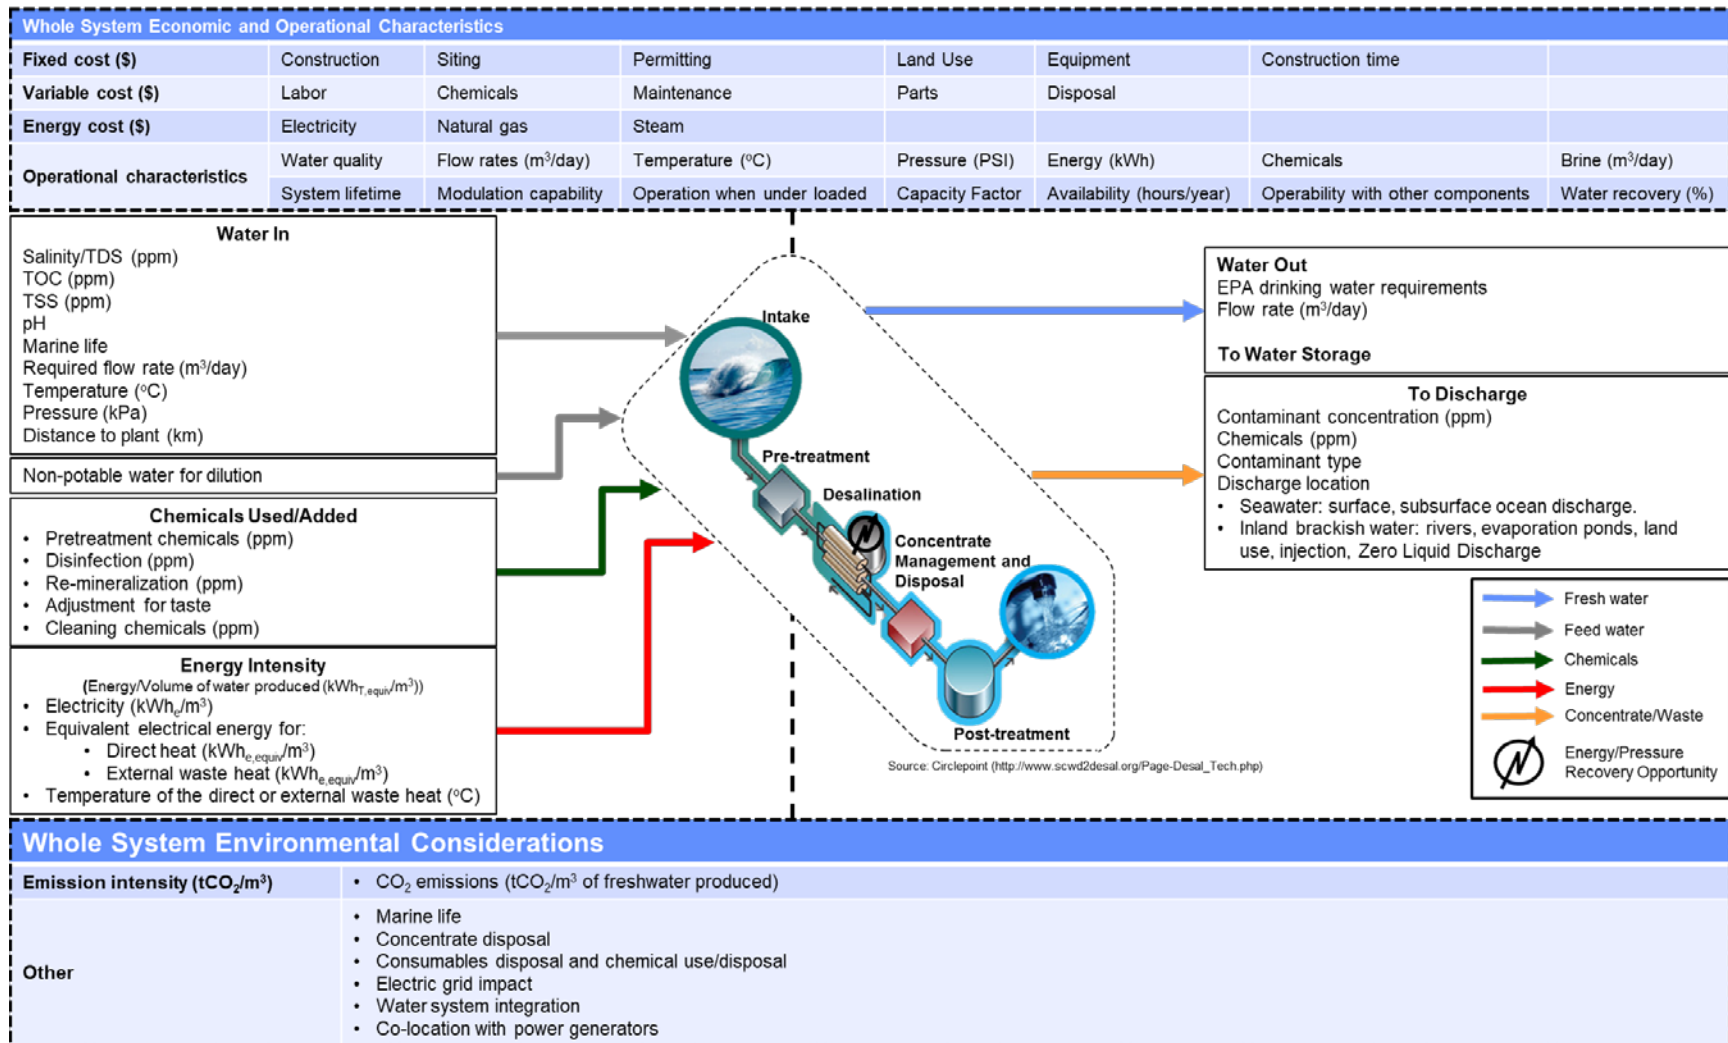 Whole System Economic and Operational Characteristics
Fixed cost ($) Construction Siting Permitting Land Use Equipment Construction time
Variable cost ($) Labor Chemicals Maintenance Parts Disposal
Energy cost ($) Electricity Natural gas Steam
Operational characteristics
Water quality Flow rates (m³/day) Temperature (°C) Pressure (PSI) Energy (kWh) Chemicals Brine (m³/day)
System lifetime Modulation capability Operation when under loaded Capacity Factor Availability (hours/year) Operability with other components Water recovery (%)
Water In
Salinity/TDS (ppm)
TOC (ppm)
TSS (ppm)
pH
Marine life
Required flow rate (m³/day)
Temperature (°C)
Pressure (kPa)
Distance to plant (km)
Non-potable water for dilution
Chemicals Used/Added
• Pretreatment chemicals (ppm)
• Disinfection (ppm)
• Re-mineralization (ppm)
• Adjustment for taste
• Cleaning chemicals (ppm)
Energy Intensity
(Energy/Volume of water produced (kWhT,equiv/m³))
• Electricity (kWhe/m³)
• Equivalent electrical energy for:
• Direct heat (kWhe,equiv/m³)
• External waste heat (kWhe,equiv/m³)
• Temperature of the direct or external waste heat (°C)
Intake
Pre-treatment
Desalination
Concentrate
Management and
Disposal
Post-treatment
Source: Circlepoint (http://www.scwd2desal.org/Page-Desal_Tech.php)
Water Out
EPA drinking water requirements
Flow rate (m³/day)
To Water Storage
To Discharge
Contaminant concentration (ppm)
Chemicals (ppm)
Contaminant type
Discharge location
• Seawater: surface, subsurface ocean discharge.
• Inland brackish water: rivers, evaporation ponds, land
use, injection, Zero Liquid Discharge
Fresh water
Feed water
Chemicals
Energy
Concentrate/Waste
Energy/Pressure
Recovery Opportunity
Whole System Environmental Considerations
Emission intensity (tCO₂/m³) • CO₂ emissions (tCO₂/m³ of freshwater produced)
Other
• Marine life
• Concentrate disposal
• Consumables disposal and chemical use/disposal
• Electric grid impact
• Water system integration
• Co-location with power generators